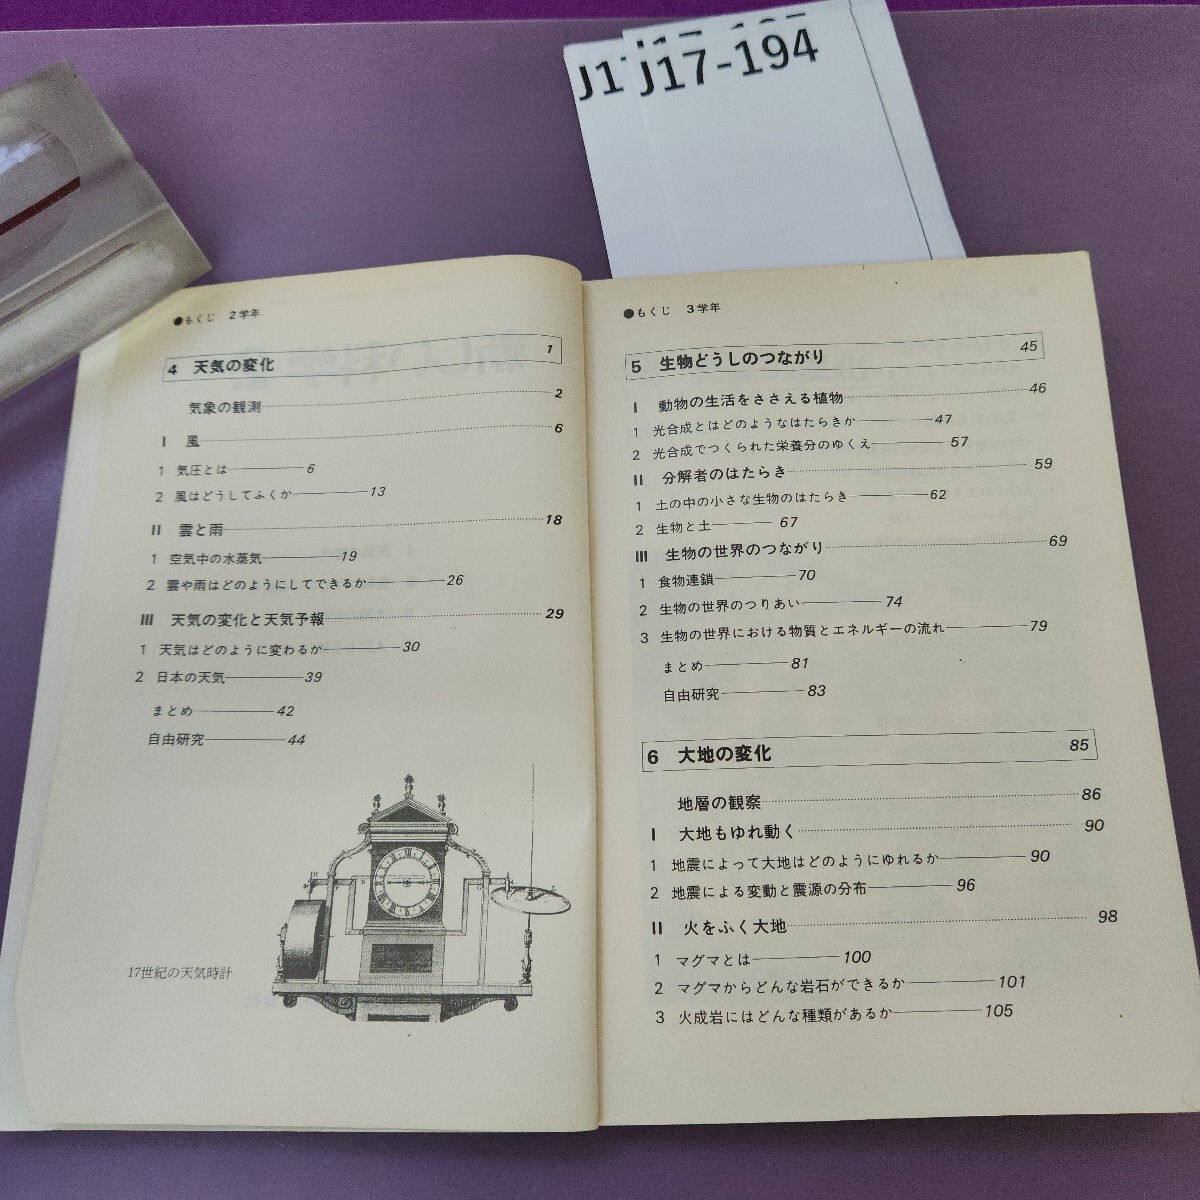 J17-194
●もくじ 2学年
4 天気の変化 1
気象の観測 2
I 風 6
1 気圧とは 6
2 風はどうしてふくか 13
II 雲と雨 18
1 空気中の水蒸気 19
2 雲や雨はどのようにしてできるか 26
III 天気の変化と天気予報 29
1 天気はどのように変わるか 30
2 日本の天気 39
まとめ 42
自由研究 44
17世紀の天気時計
●もくじ 3学年
5 生物どうしのつながり 45
I 動物の生活をささえる植物 46
1 光合成とはどのようなはたらきか 47
2 光合成でつくられた栄養分のゆくえ 57
II 分解者のはたらき 59
1 土の中の小さな生物のはたらき 62
2 生物と土 67
III 生物の世界のつながり 69
1 食物連鎖 70
2 生物の世界のつりあい 74
3 生物の世界における物質とエネルギーの流れ 79
まとめ 81
自由研究 83
6 大地の変化 85
地層の観察 86
I 大地もゆれ動く 90
1 地震によって大地はどのようにゆれるか 90
2 地震による変動と震源の分布 96
II 火をふく大地 98
1 マグマとは 100
2 マグマからどんな岩石ができるか 101
3 火成岩にはどんな種類があるか 105